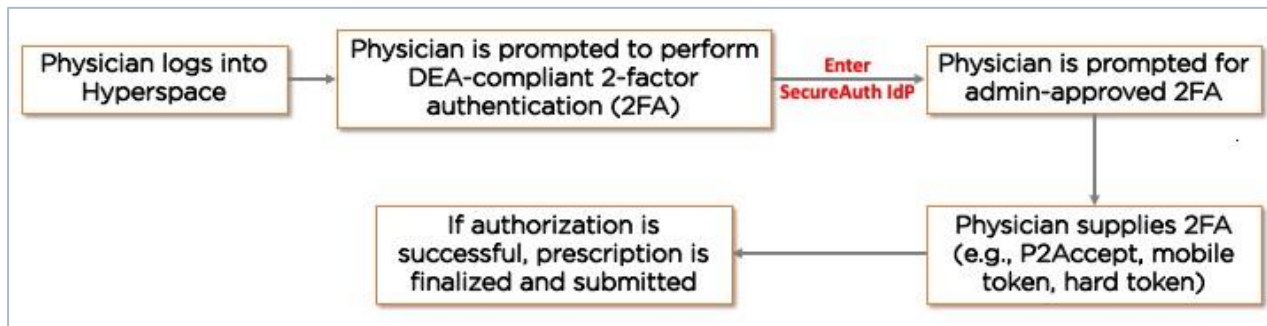 Physician logs into
Hyperspace
Physician is prompted to perform
DEA-compliant 2-factor
authentication (2FA)
Enter
SecureAuth IdP
Physician is prompted for
admin-approved 2FA
Physician supplies 2FA
(e.g., P2Accept, mobile
token, hard token)
If authorization is
successful, prescription is
finalized and submitted